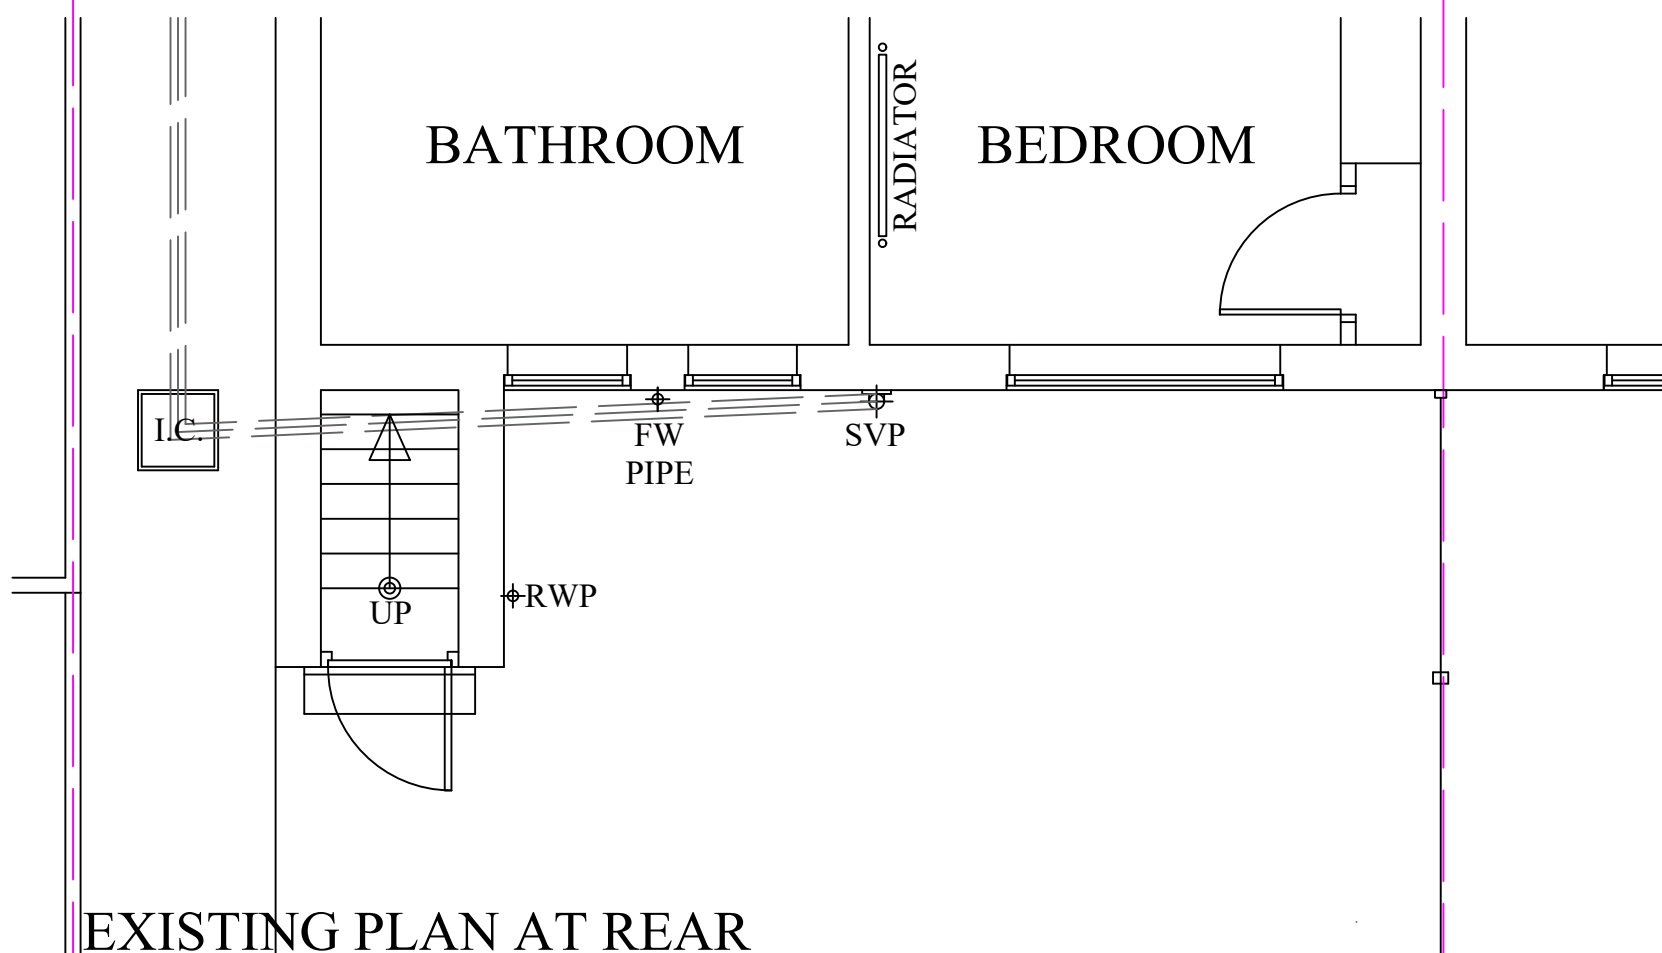 BATHROOM
RADIATOR
BEDROOM
I.C.
FW
PIPE
SVP
RWP
UP
EXISTING PLAN AT REAR